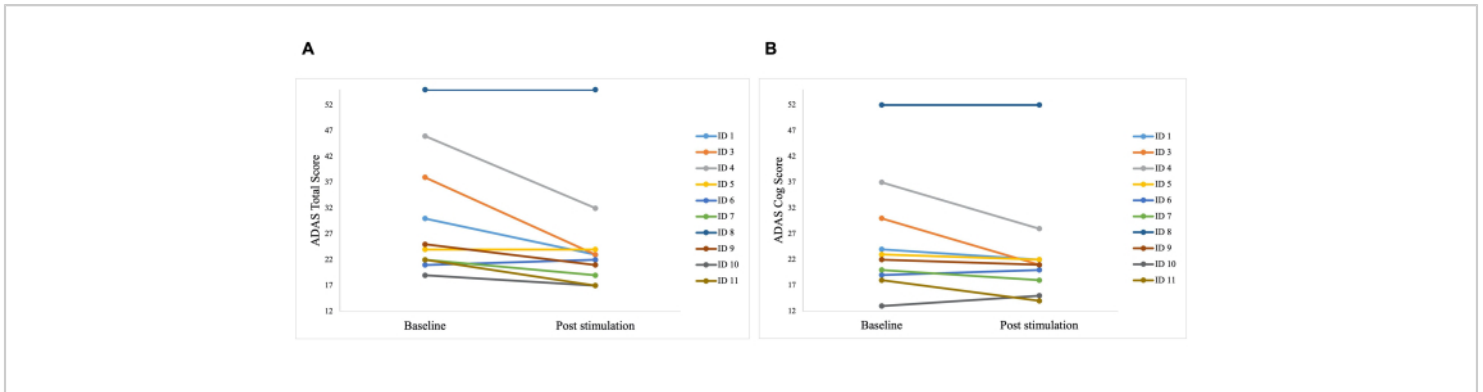 A
ADAS Total Score
52
47
42
37
32
27
22
17
12
Baseline Post stimulation
ID 1
ID 3
ID 4
ID 5
ID 6
ID 7
ID 8
ID 9
ID 10
ID 11
B
ADAS Cog Score
52
47
42
37
32
27
22
17
12
Baseline Post stimulation
ID 1
ID 3
ID 4
ID 5
ID 6
ID 7
ID 8
ID 9
ID 10
ID 11